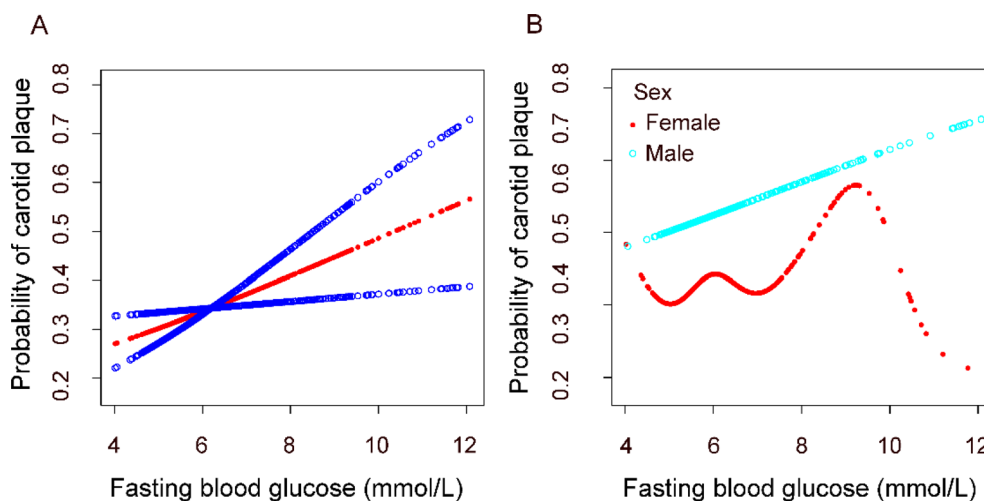 A
Probability of carotid plaque
0.8
0.7
0.6
0.5
0.4
0.3
0.2
4
6
8
10
12
Fasting blood glucose (mmol/L)
B
Probability of carotid plaque
0.8
0.7
0.6
0.5
0.4
0.3
0.2
Sex
Female
Male
4
6
8
10
12
Fasting blood glucose (mmol/L)